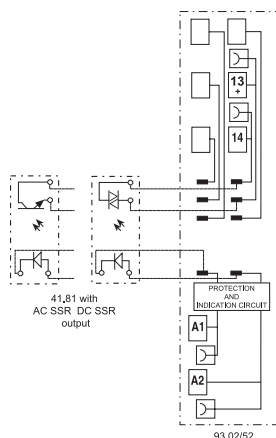 13
+
14
41.81 with
AC SSR DC SSR
output
PROTECTION
AND
INDICATION CIRCUIT
A1
A2
93.02/52